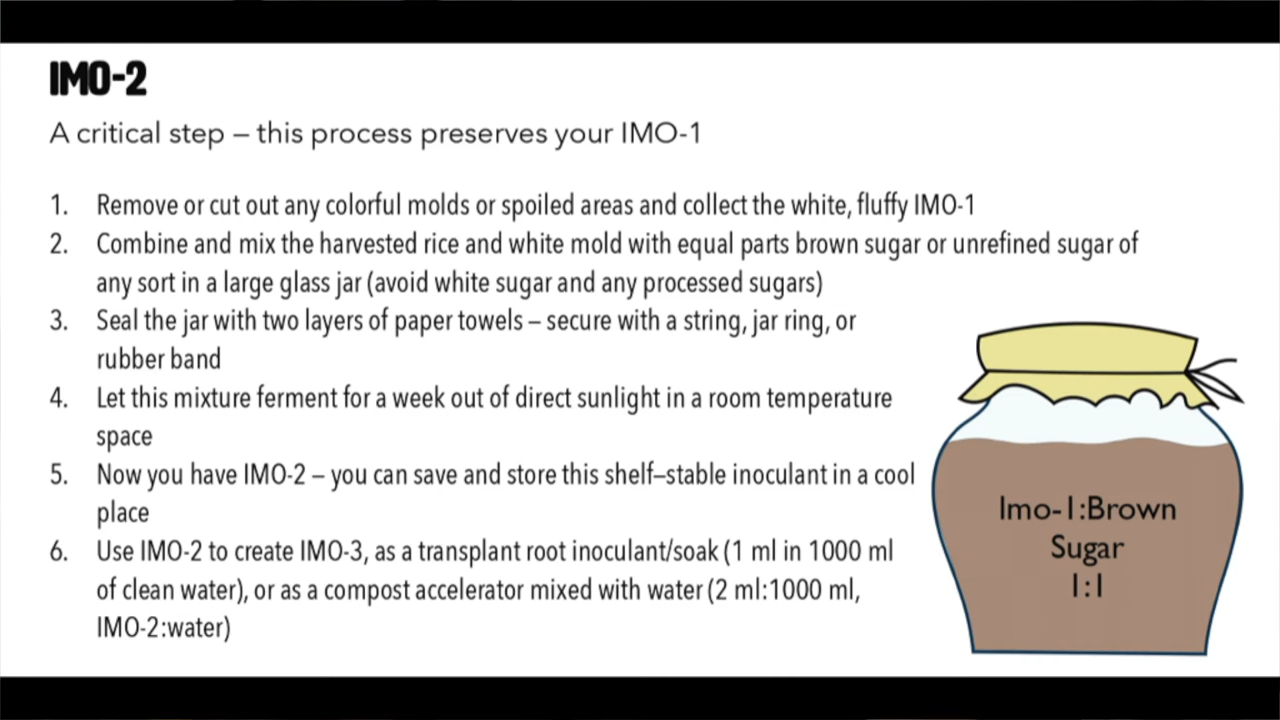 IMO-2
A critical step – this process preserves your IMO-1
1. Remove or cut out any colorful molds or spoiled areas and collect the white, fluffy IMO-1
2. Combine and mix the harvested rice and white mold with equal parts brown sugar or unrefined sugar of
any sort in a large glass jar (avoid white sugar and any processed sugars)
3. Seal the jar with two layers of paper towels – secure with a string, jar ring, or
rubber band
4. Let this mixture ferment for a week out of direct sunlight in a room temperature
space
5. Now you have IMO-2 – you can save and store this shelf–stable inoculant in a cool
place
6. Use IMO-2 to create IMO-3, as a transplant root inoculant/soak (1 ml in 1000 ml
of clean water), or as a compost accelerator mixed with water (2 ml:1000 ml,
IMO-2:water)
Imo-1:Brown
Sugar
1:1